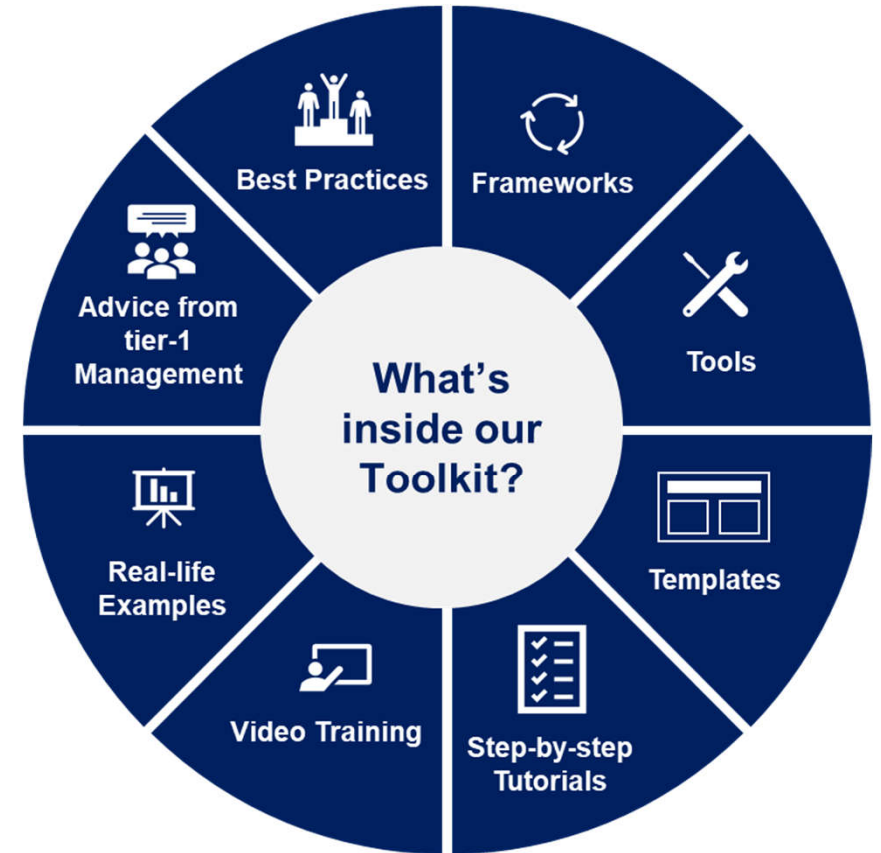 What's
inside our
Toolkit?
Frameworks
Tools
Templates
Step-by-step
Tutorials
Video Training
Real-life
Examples
Advice from
tier-1
Management
Best Practices